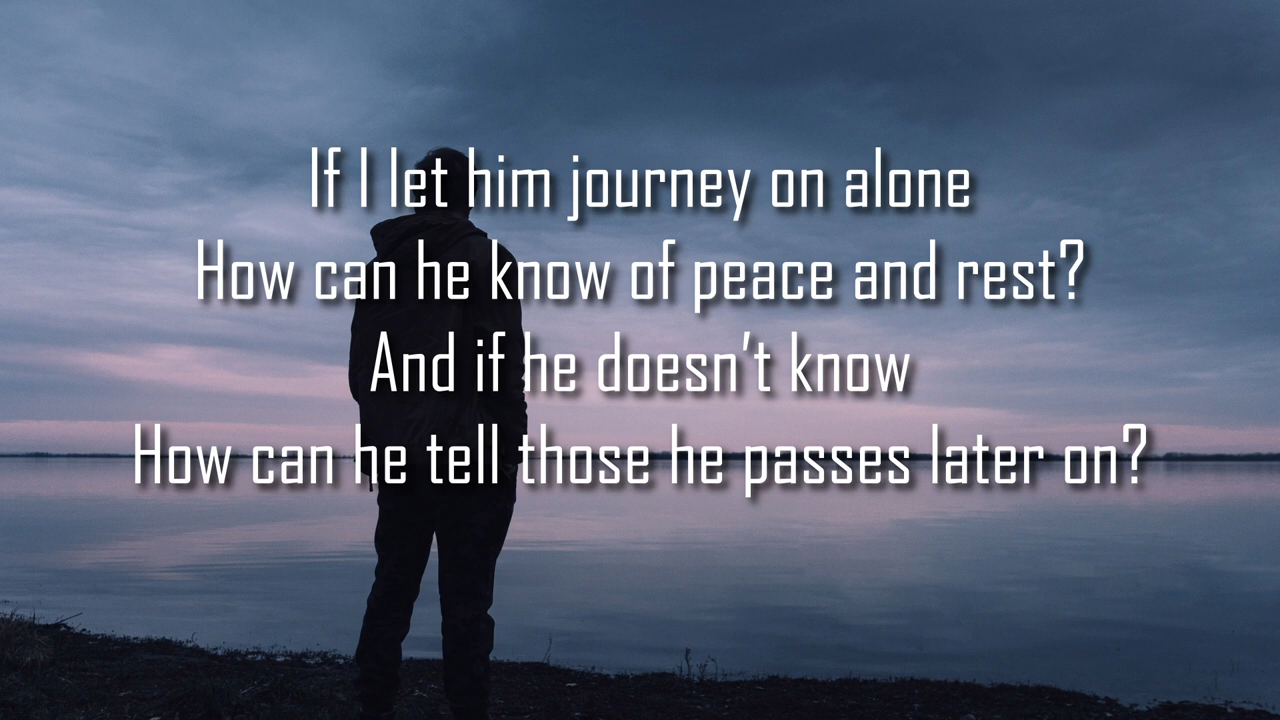 If I let him journey on alone
How can he know of peace and rest?
And if he doesn't know
How can he tell those he passes later on?